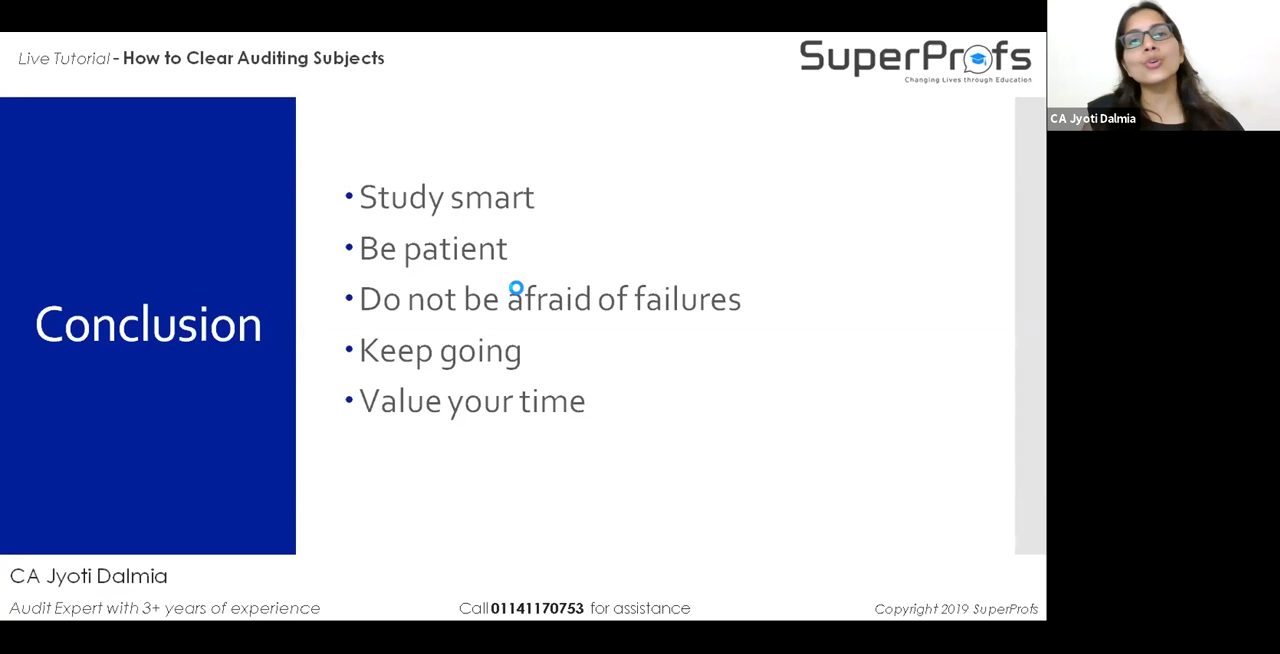 Live Tutorial - How to Clear Auditing Subjects
SuperProfs
Changing Lives through Education
CA Jyoti Dalmia
Conclusion
• Study smart
• Be patient
• Do not be afraid of failures
• Keep going
• Value your time
CA Jyoti Dalmia
Audit Expert with 3+ years of experience
Call 01141170753 for assistance
Copyright 2019 SuperProfs